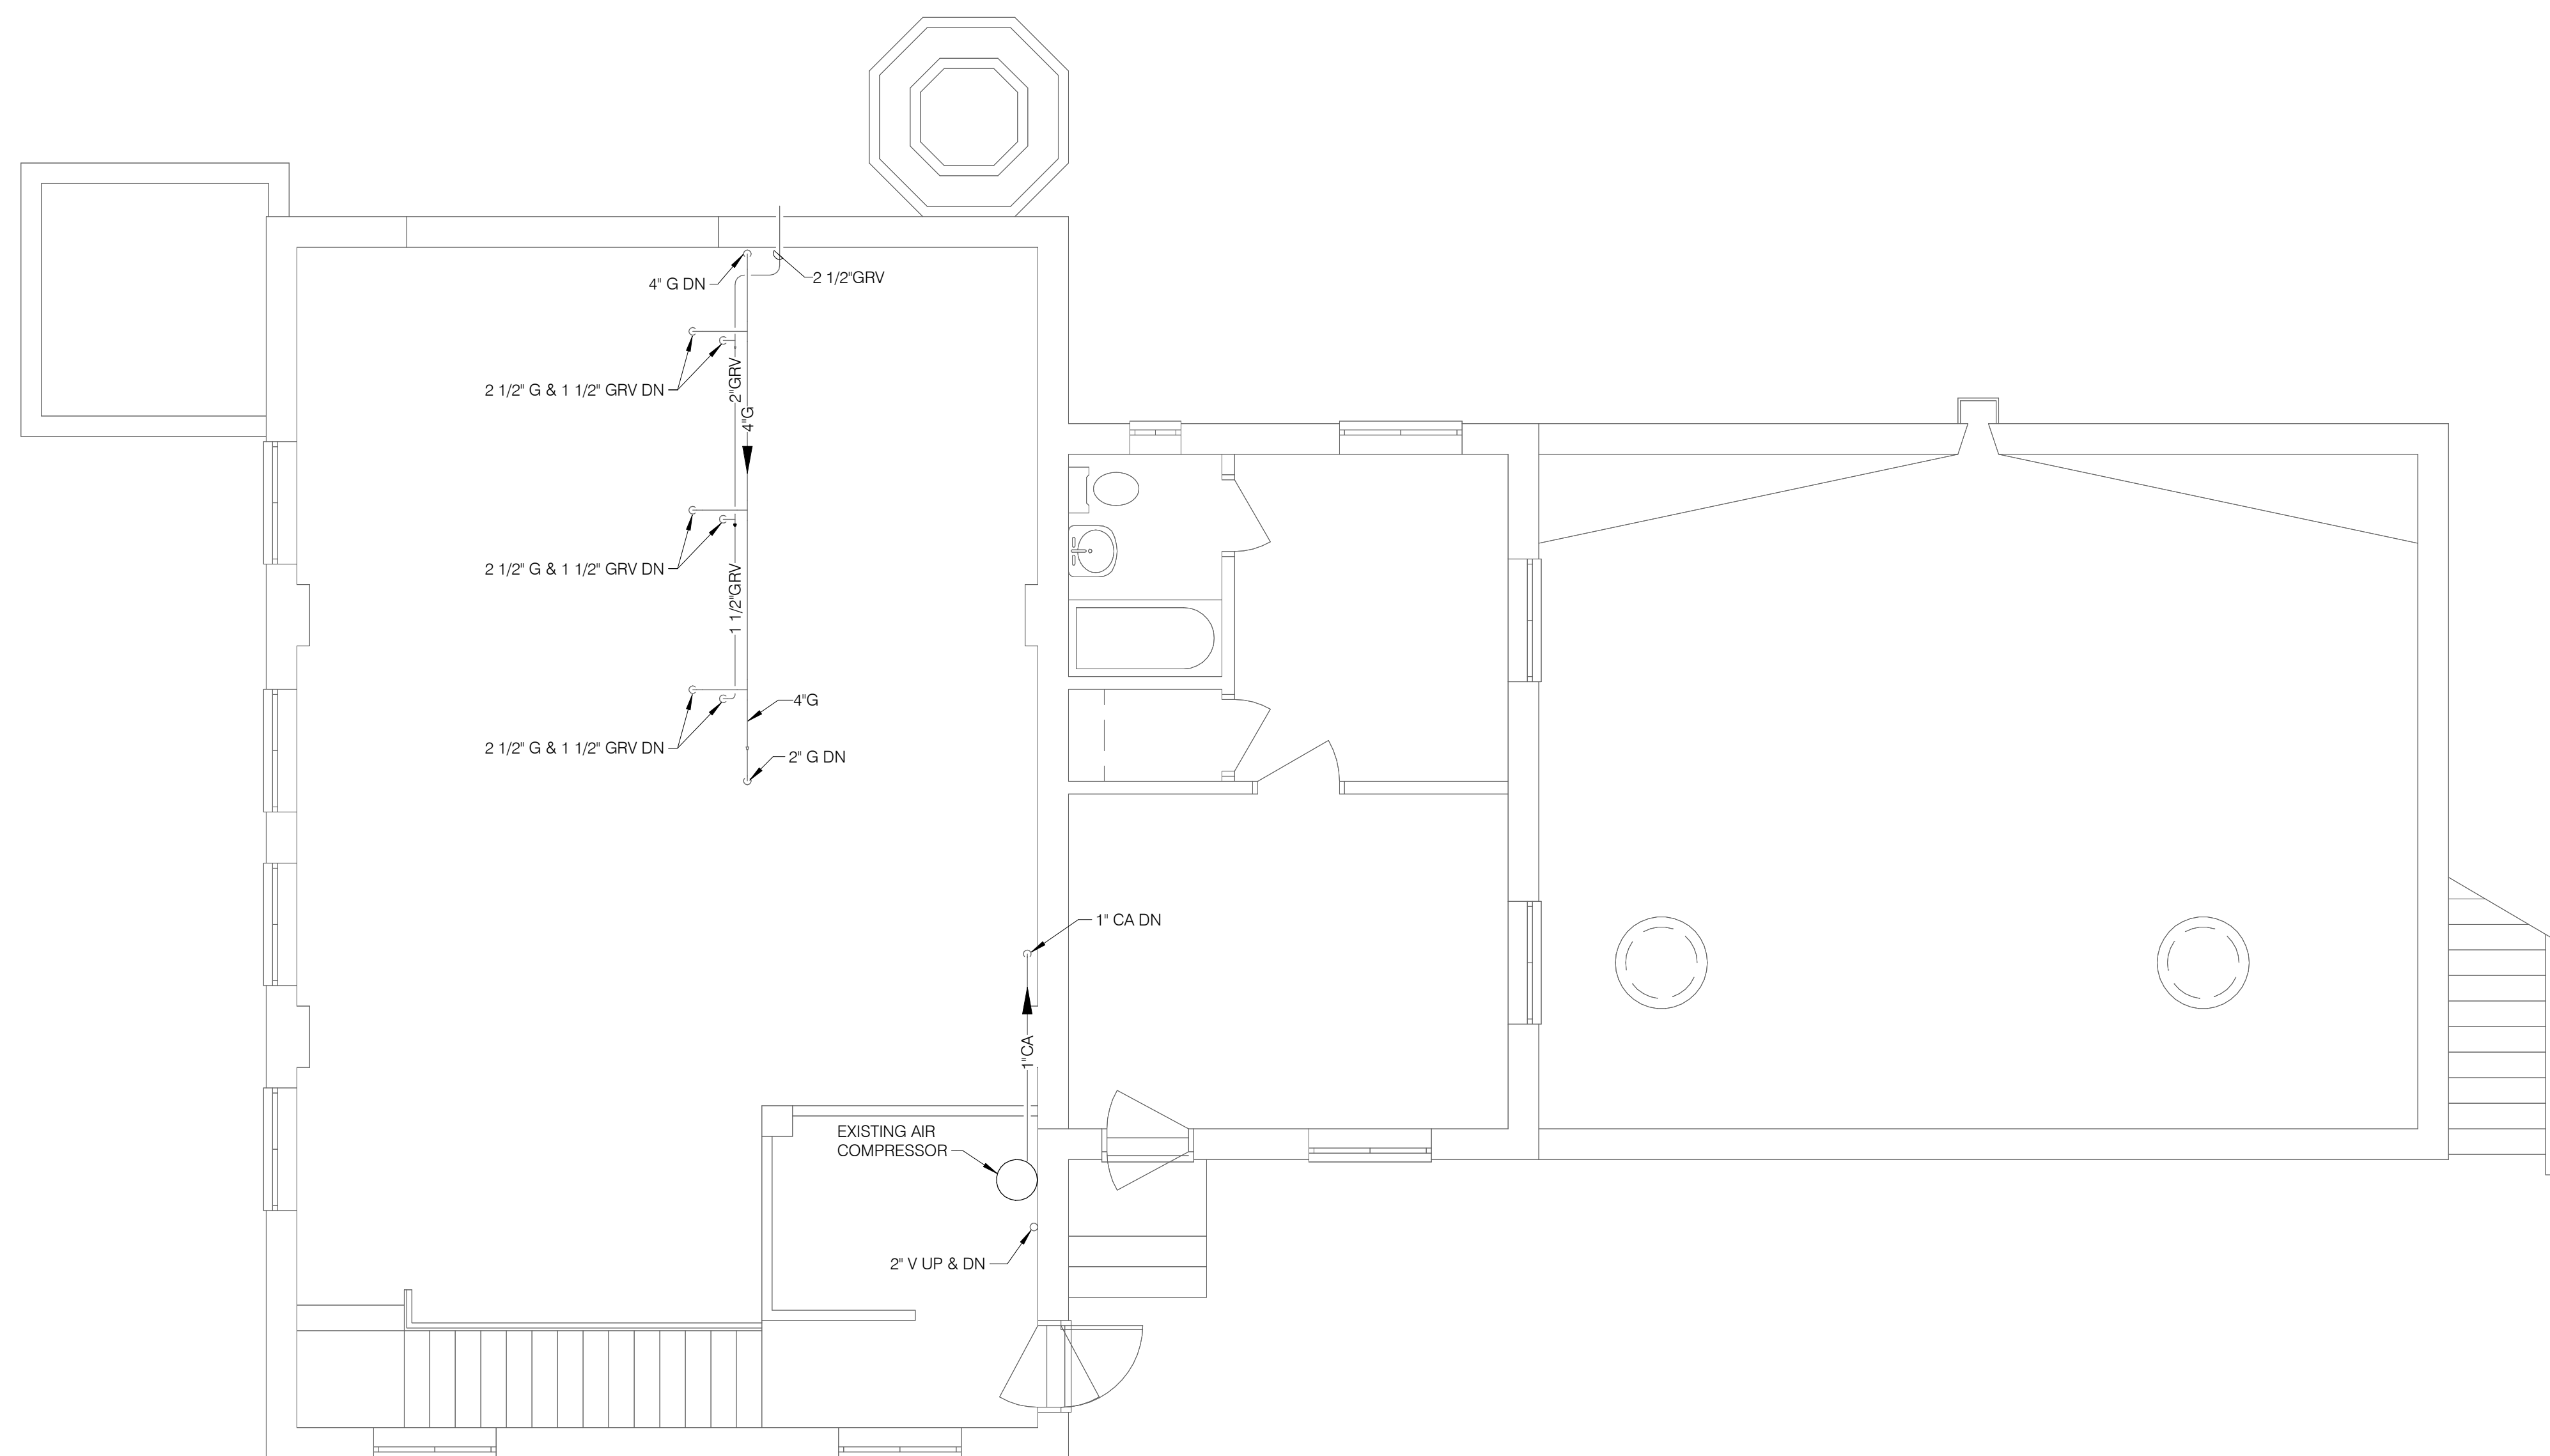 2 1/2"GRV
4" G DN
2"GRV
2 1/2" G & 1 1/2" GRV DN
4"G
2 1/2" G & 1 1/2" GRV DN
1 1/2"GRV
4"G
2 1/2" G & 1 1/2" GRV DN
2" G DN
1" CA DN
1"CA
EXISTING AIR
COMPRESSOR
2" V UP & DN